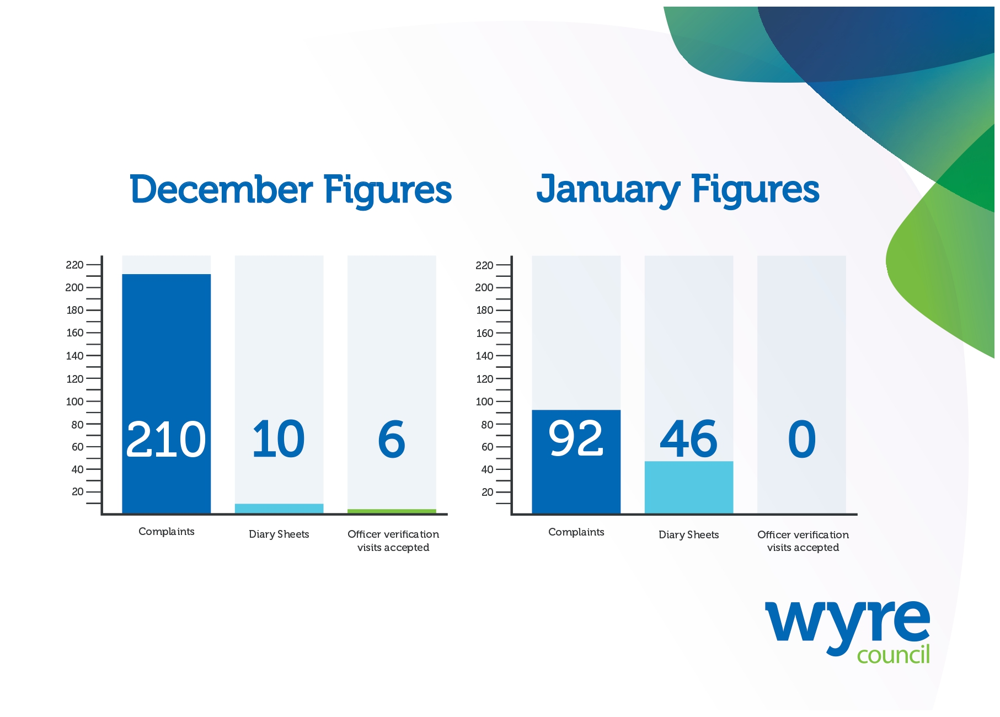 December Figures
January Figures
220
200
180
160
140
120
100
80
60
40
20
210
10
6
Complaints
Diary Sheets
Officer verification
visits accepted
220
200
180
160
140
120
100
80
60
40
20
92
46
0
Complaints
Diary Sheets
Officer verification
visits accepted
wyre
council